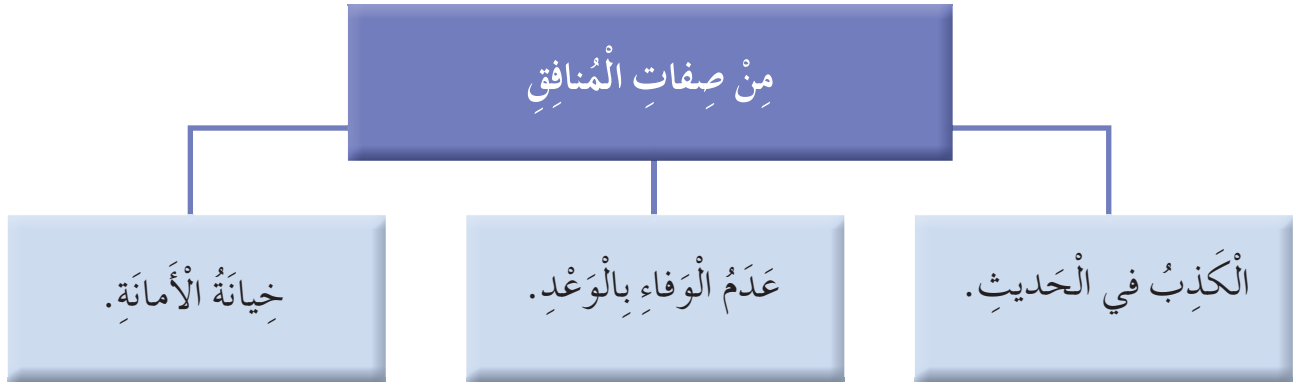 مِنْ صِفاتِ الْمُنافِقِ
الْكَذِبُ في الْحَديثِ.
عَدَمُ الْوَفاءِ بِالْوَعْدِ.
خِيانَةُ الْأَمانَةِ.